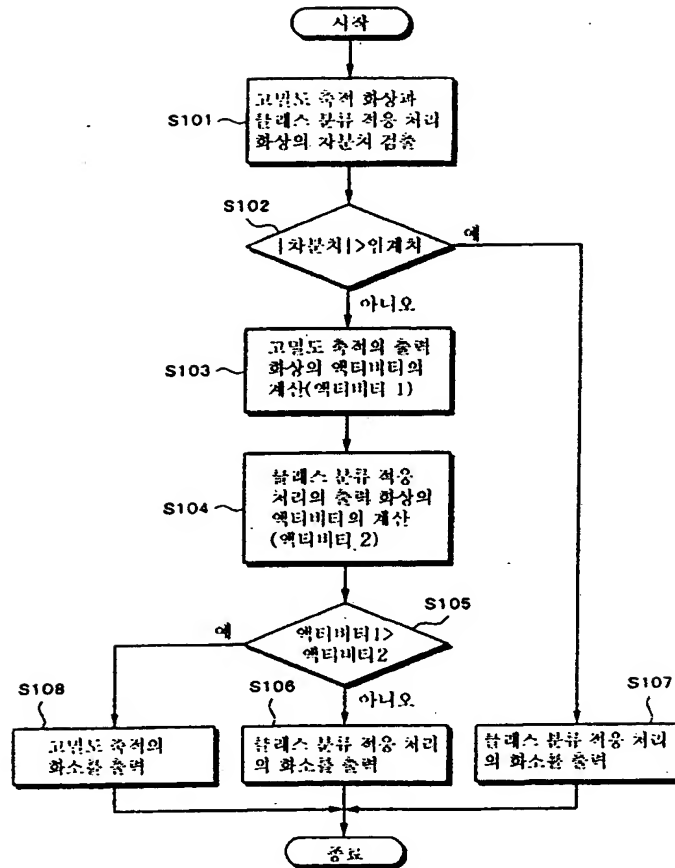 시작
S101
고밀도 축적 화상과
클래스 분류 적응 처리
화상의 차분치 검출
S102
|차분치|>임계치
예
아니오
S103
고밀도 축적의 출력
화상의 액티비티의
계산(액티비티 1)
S104
클래스 분류 적응
처리의 출력 화상의
액티비티의 계산
(액티비티 2)
S105
액티비티1>
액티비티2
예
아니오
S108
고밀도 축적의
화소를 출력
S106
클래스 분류 적응 처리
의 화소를 출력
S107
클래스 분류 적응 처리
의 화소를 출력
종료